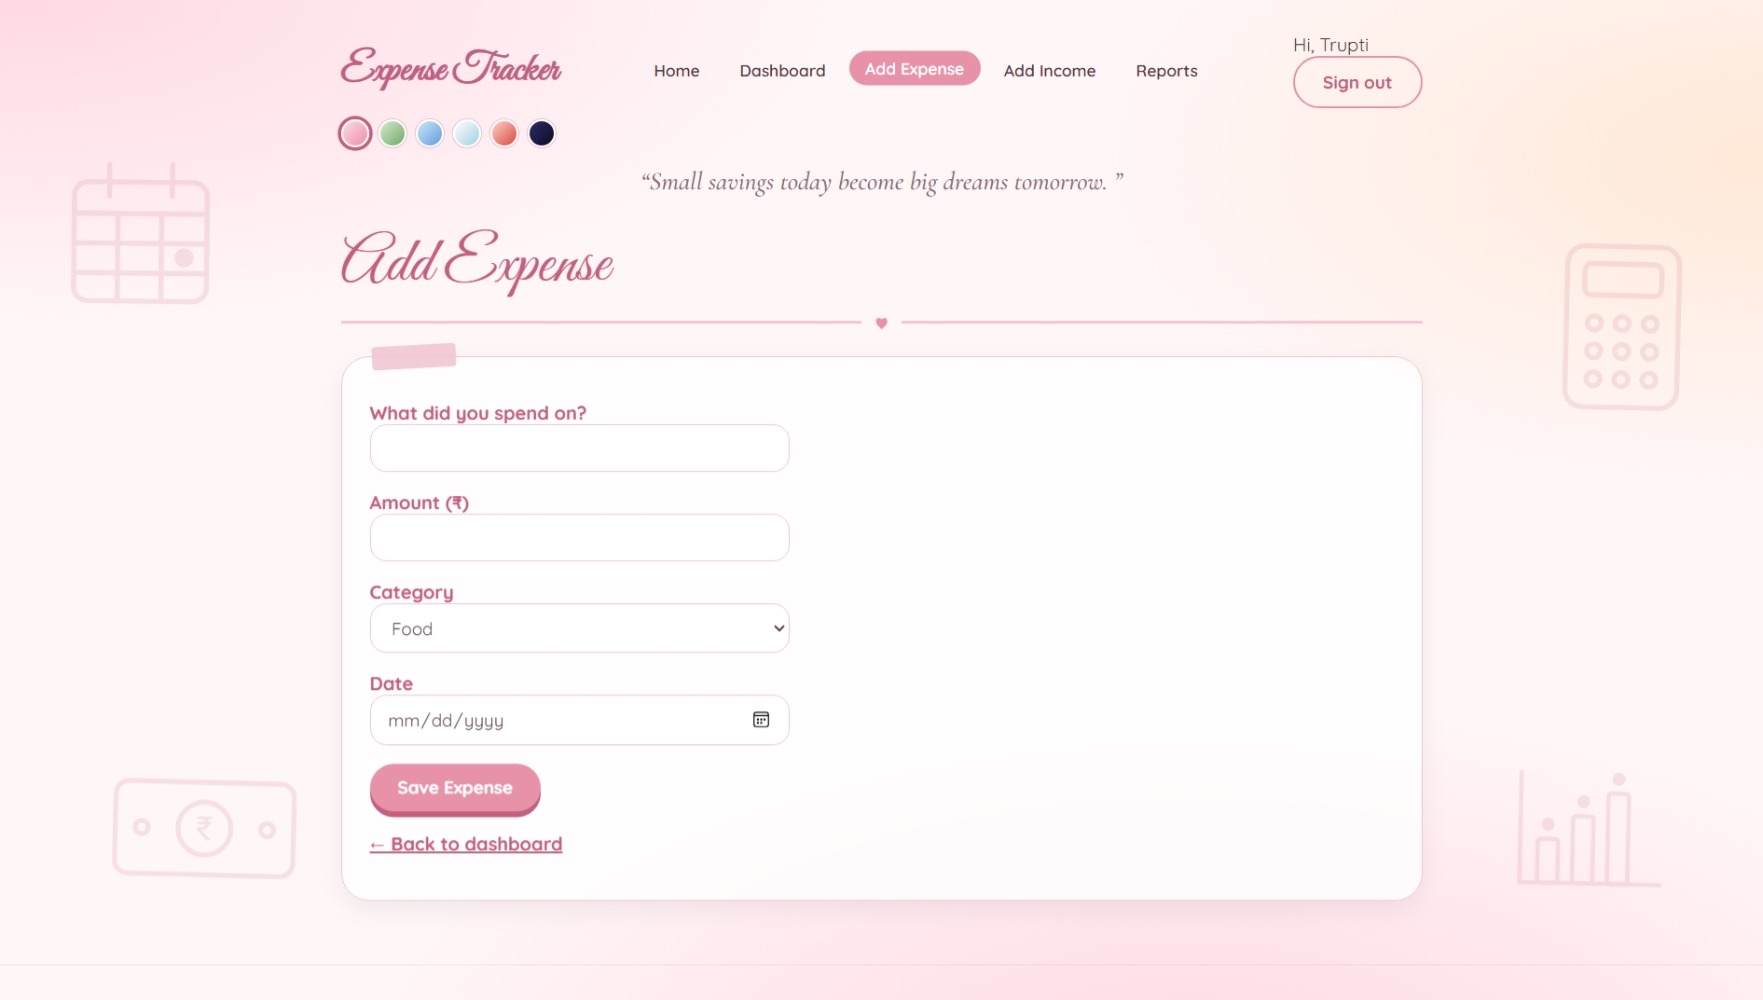 Expense Tracker
Home
Dashboard
Add Expense
Add Income
Reports
Hi, Trupti
Sign out
“Small savings today become big dreams tomorrow. ”
Add Expense
What did you spend on?
Amount (₹)
Category
Food
Date
mm/dd/yyyy
Save Expense
← Back to dashboard
₹